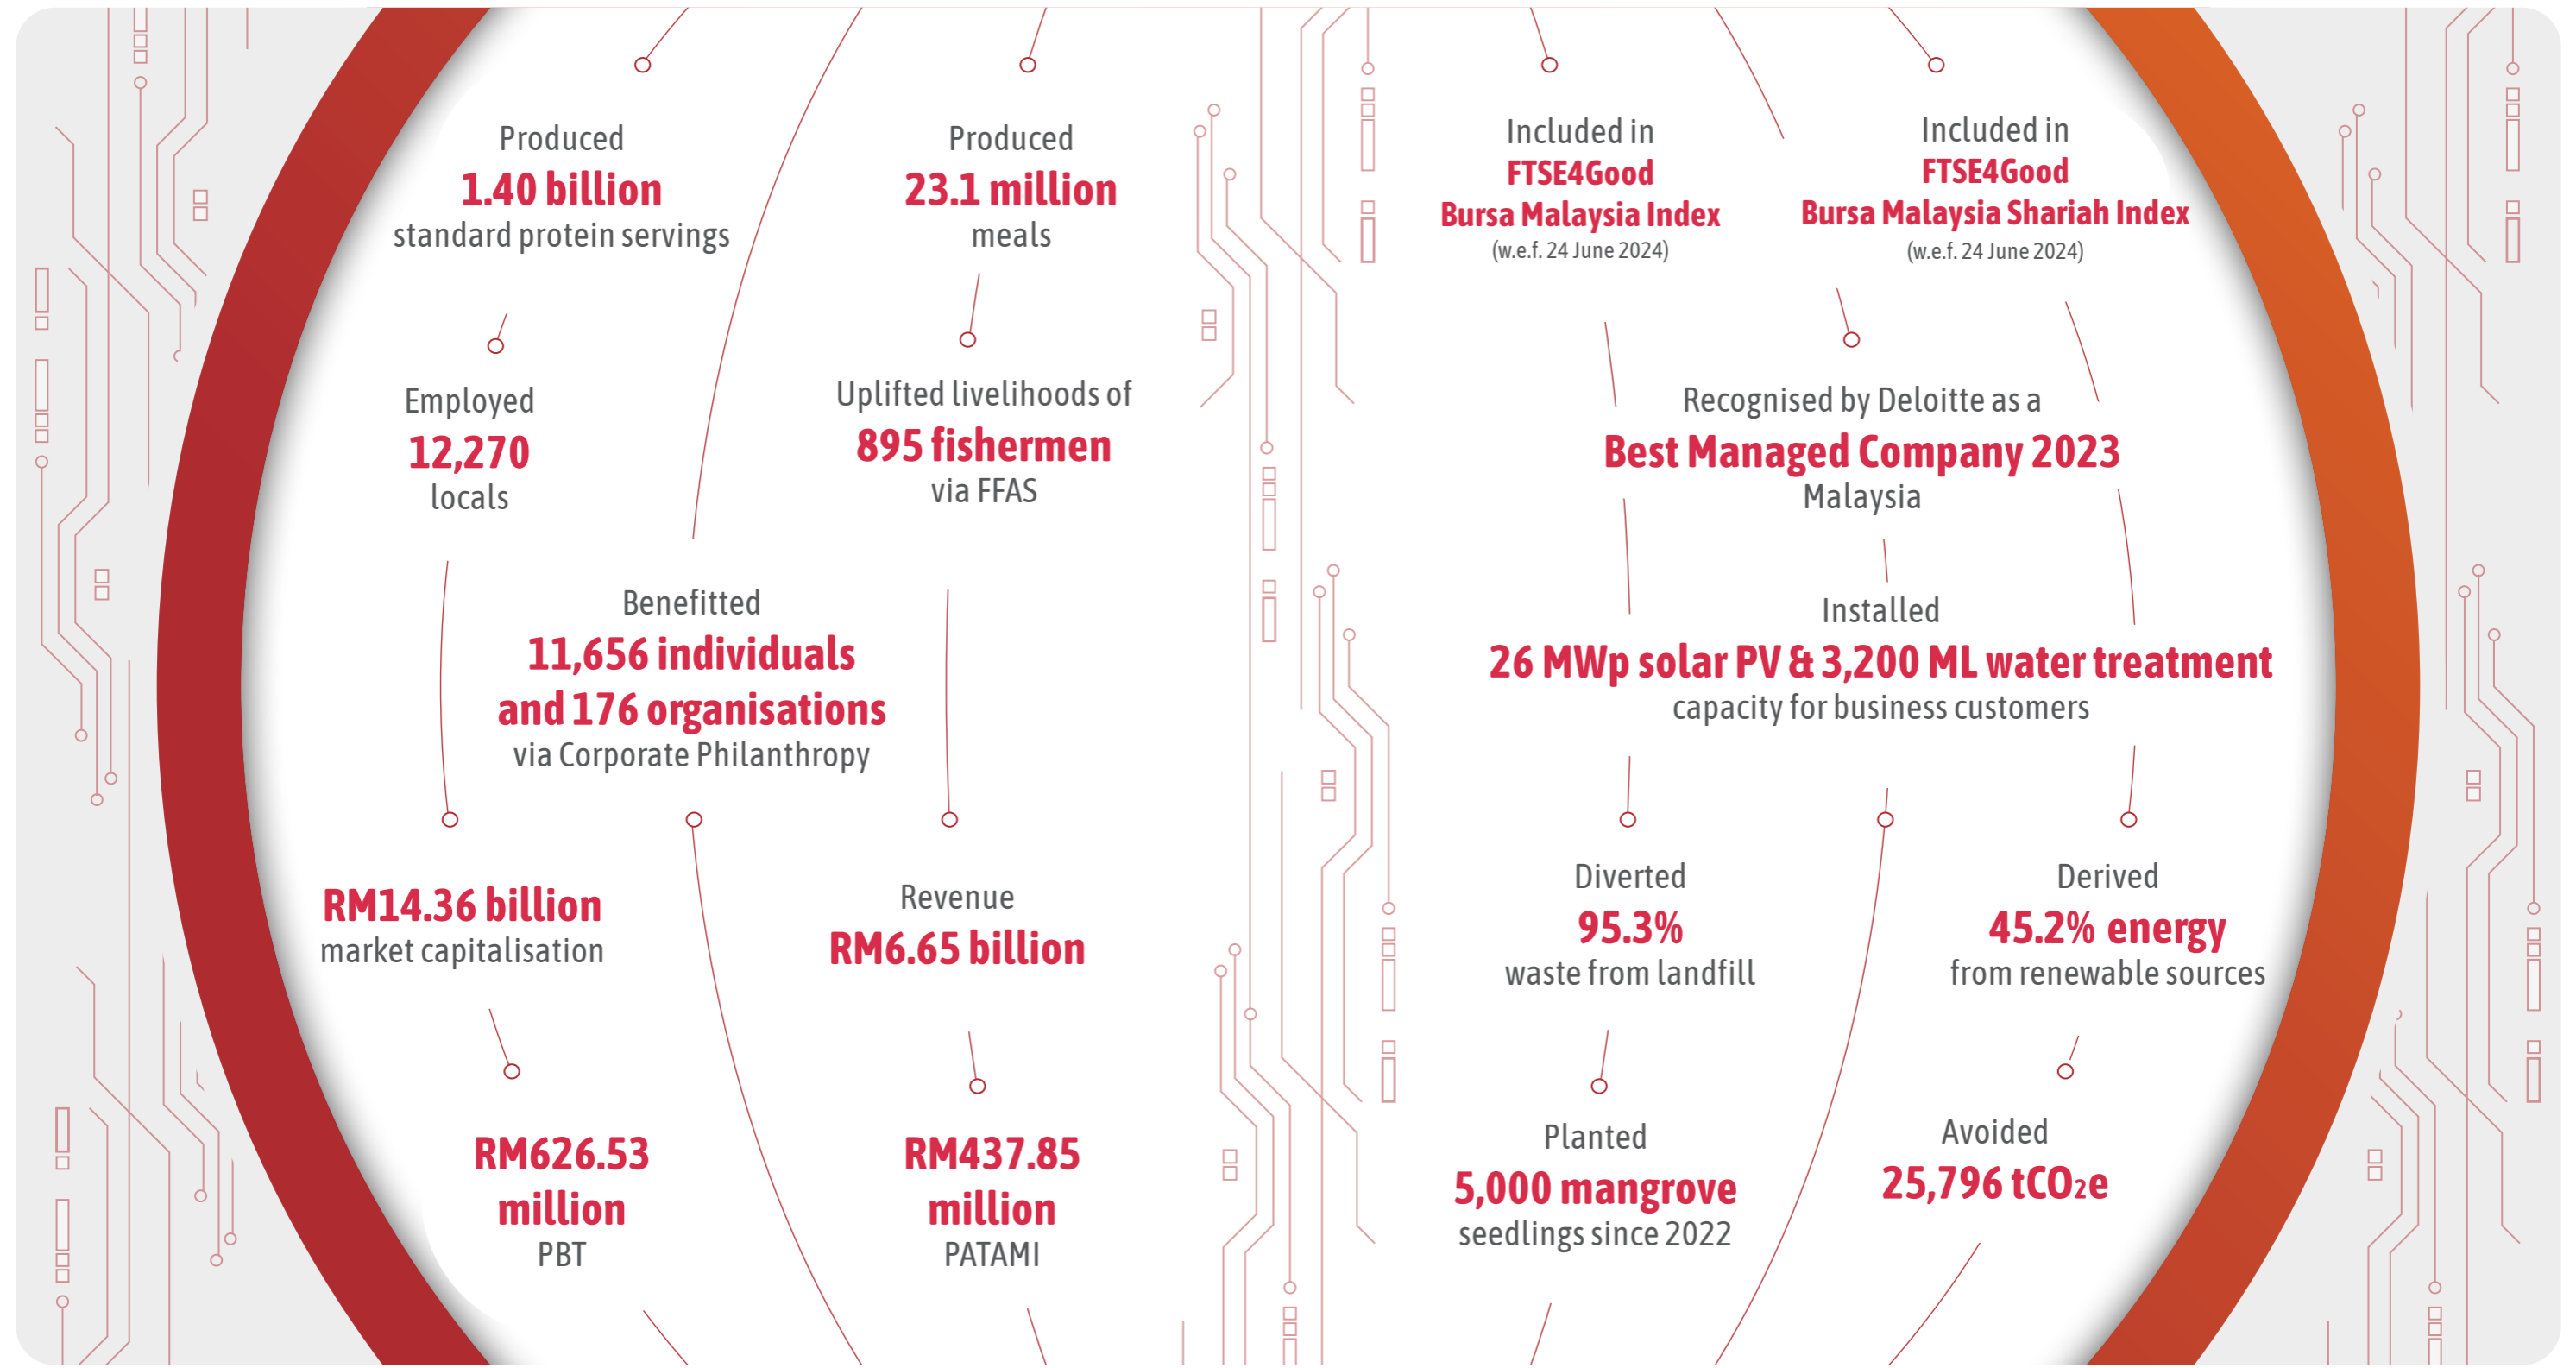 Produced
1.40 billion
standard protein servings
Produced
23.1 million
meals
Employed
12,270
locals
Uplifted livelihoods of
895 fishermen
via FFAS
Benefitted
11,656 individuals
and 176 organisations
via Corporate Philanthropy
RM14.36 billion
market capitalisation
Revenue
RM6.65 billion
RM626.53
million
PBT
RM437.85
million
PATAMI
Included in
FTSE4Good
Bursa Malaysia Index
(w.e.f. 24 June 2024)
Included in
FTSE4Good
Bursa Malaysia Shariah Index
(w.e.f. 24 June 2024)
Recognised by Deloitte as a
Best Managed Company 2023
Malaysia
Installed
26 MWp solar PV & 3,200 ML water treatment
capacity for business customers
Diverted
95.3%
waste from landfill
Derived
45.2% energy
from renewable sources
Planted
5,000 mangrove
seedlings since 2022
Avoided
25,796 tCO₂e